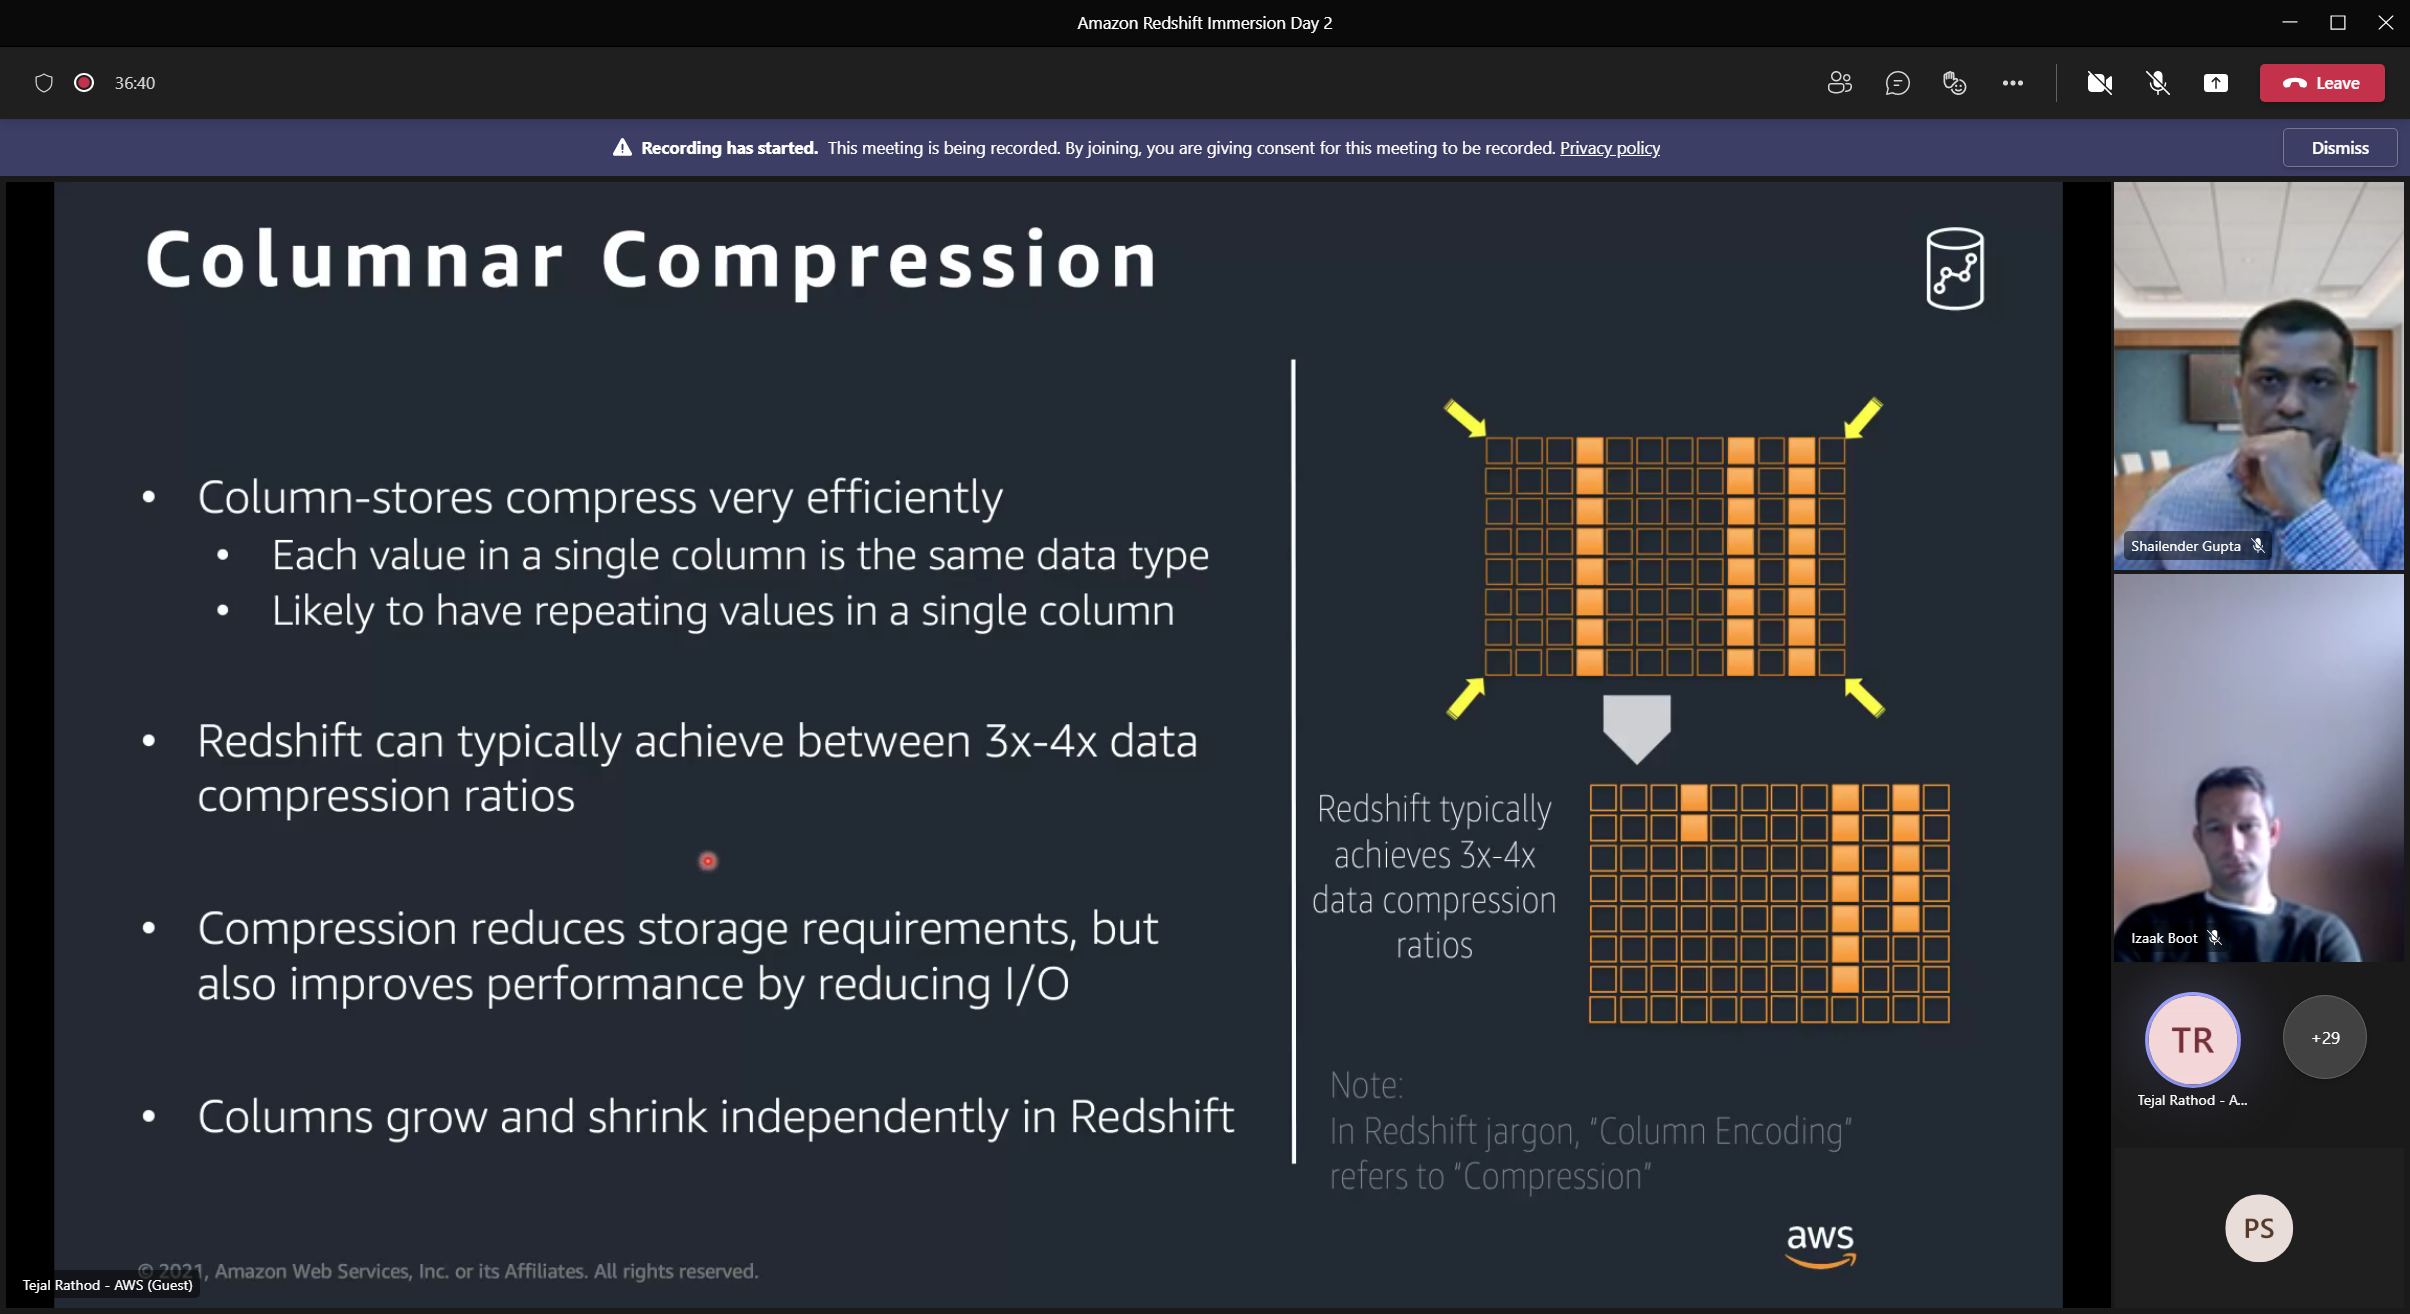 Amazon Redshift Immersion Day 2
36:40
Leave
Recording has started. This meeting is being recorded. By joining, you are giving consent for this meeting to be recorded. Privacy policy
Dismiss
Columnar Compression
• Column-stores compress very efficiently
• Each value in a single column is the same data type
• Likely to have repeating values in a single column
• Redshift can typically achieve between 3x-4x data
compression ratios
• Compression reduces storage requirements, but
also improves performance by reducing I/O
• Columns grow and shrink independently in Redshift
Redshift typically
achieves 3x-4x
data compression
ratios
Note:
In Redshift jargon, “Column Encoding”
refers to “Compression”
aws
© 2021, Amazon Web Services, Inc. or its Affiliates. All rights reserved.
Tejal Rathod - AWS (Guest)
Shailender Gupta
Izaak Boot
TR
+29
Tejal Rathod - A...
PS